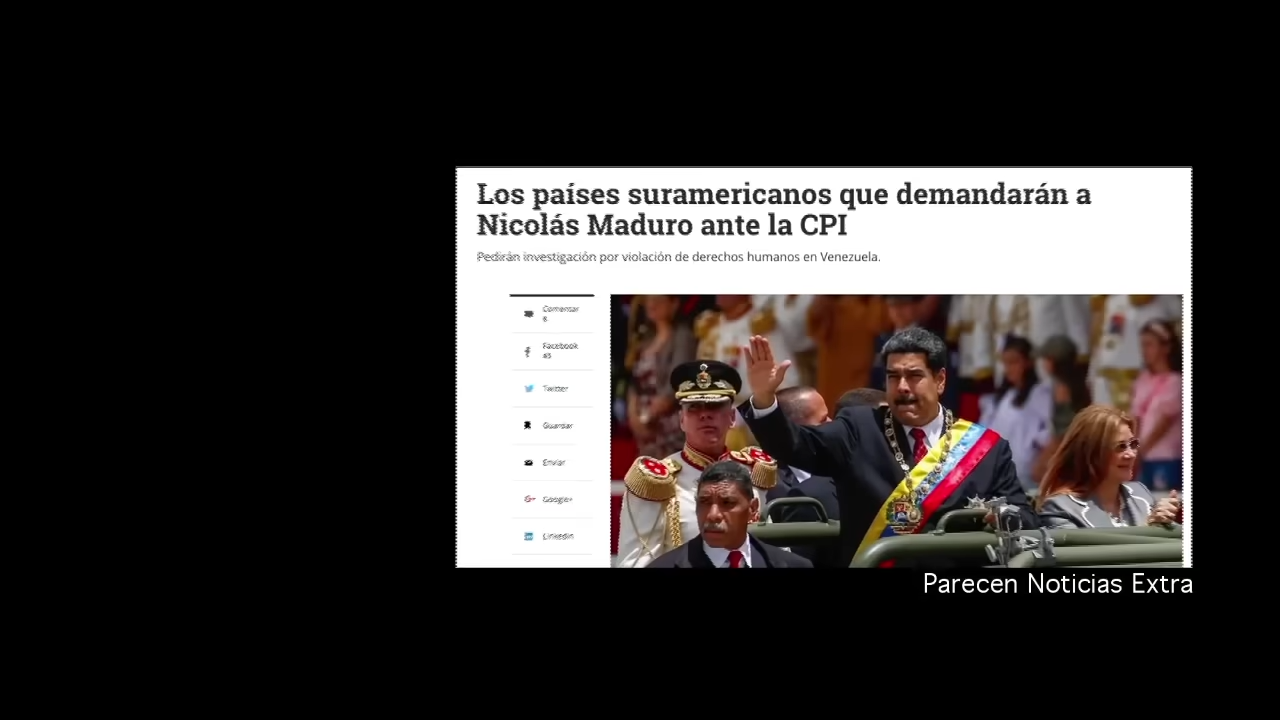 Los países suramericanos que demandarán a
Nicolás Maduro ante la CPI
Pedirán investigación por violación de derechos humanos en Venezuela.
Comentar
6
Facebook
Twitter
Guardar
Enviar
Google+
Linkedin
Parecen Noticias Extra